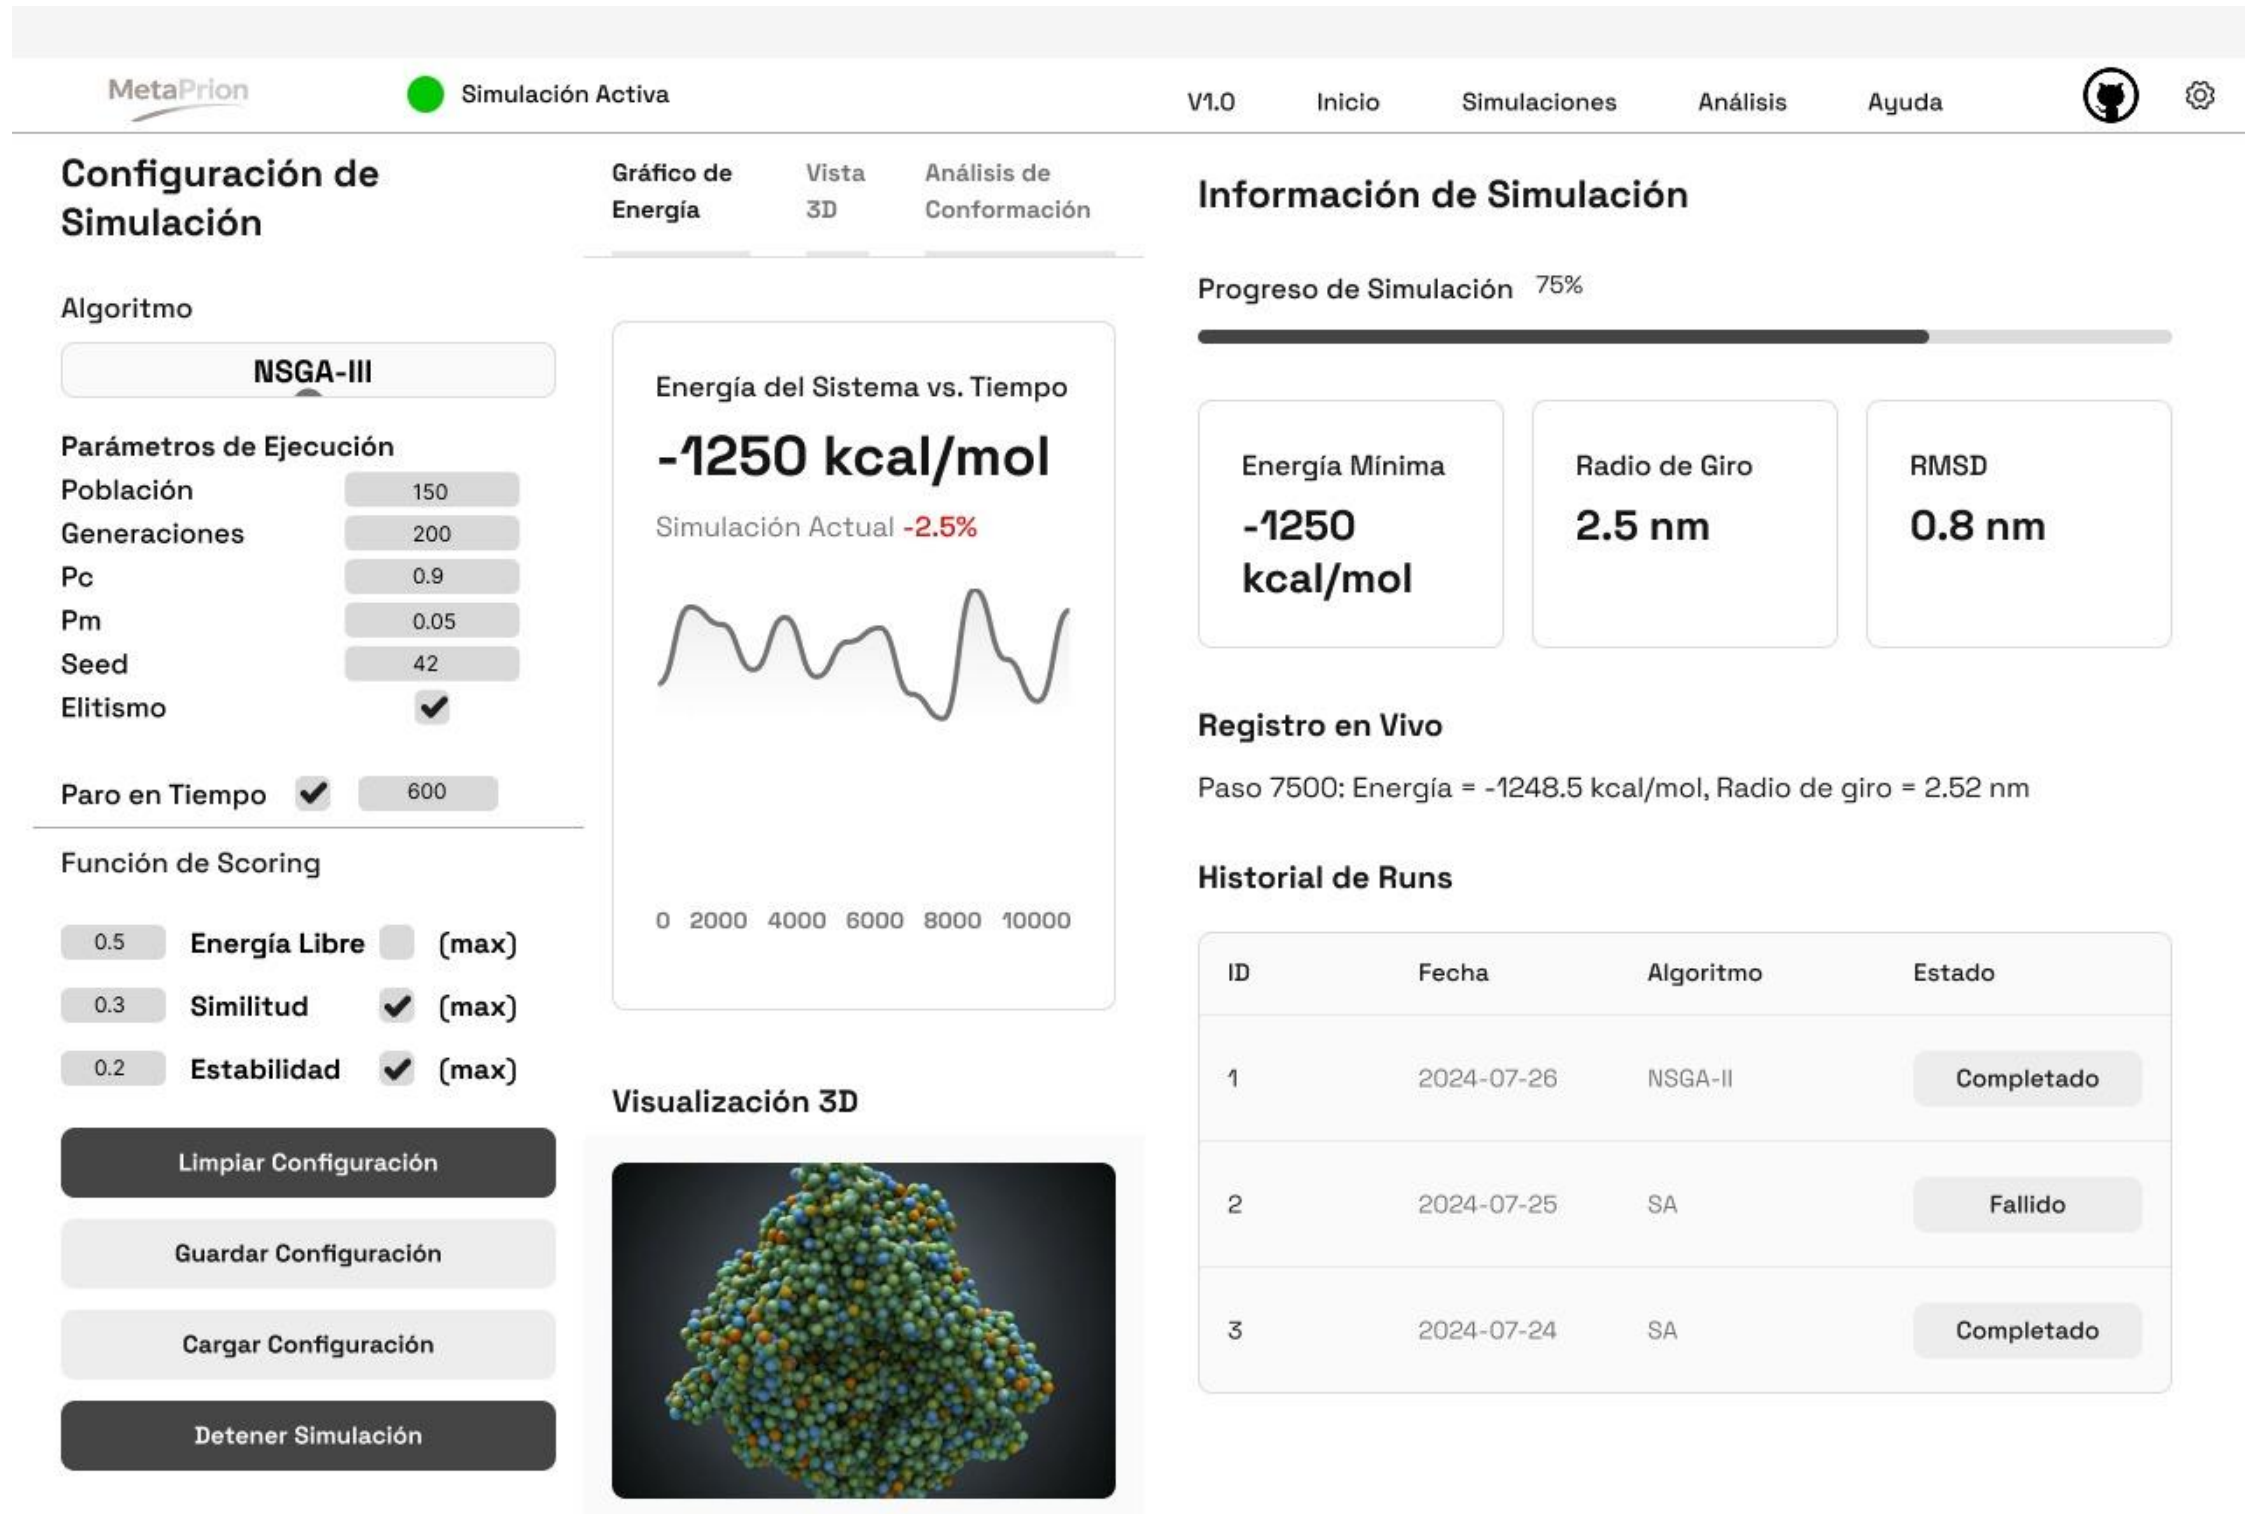 MetaPrion
Simulación Activa
V1.0 Inicio Simulaciones Análisis Ayuda
Configuración de
Simulación
Algoritmo
NSGA-III
Parámetros de Ejecución
Población 150
Generaciones 200
Pc 0.9
Pm 0.05
Seed 42
Elitismo
Paro en Tiempo 600
Función de Scoring
0.5 Energía Libre (max)
0.3 Similitud (max)
0.2 Estabilidad (max)
Limpiar Configuración
Guardar Configuración
Cargar Configuración
Detener Simulación
Gráfico de
Energía
Vista
3D
Análisis de
Conformación
Energía del Sistema vs. Tiempo
-1250 kcal/mol
Simulación Actual -2.5%
0 2000 4000 6000 8000 10000
Visualización 3D
Información de Simulación
Progreso de Simulación 75%
Energía Mínima
-1250
kcal/mol
Radio de Giro
2.5 nm
RMSD
0.8 nm
Registro en Vivo
Paso 7500: Energía = -1248.5 kcal/mol, Radio de giro = 2.52 nm
Historial de Runs
ID Fecha Algoritmo Estado
1 2024-07-26 NSGA-II Completado
2 2024-07-25 SA Fallido
3 2024-07-24 SA Completado